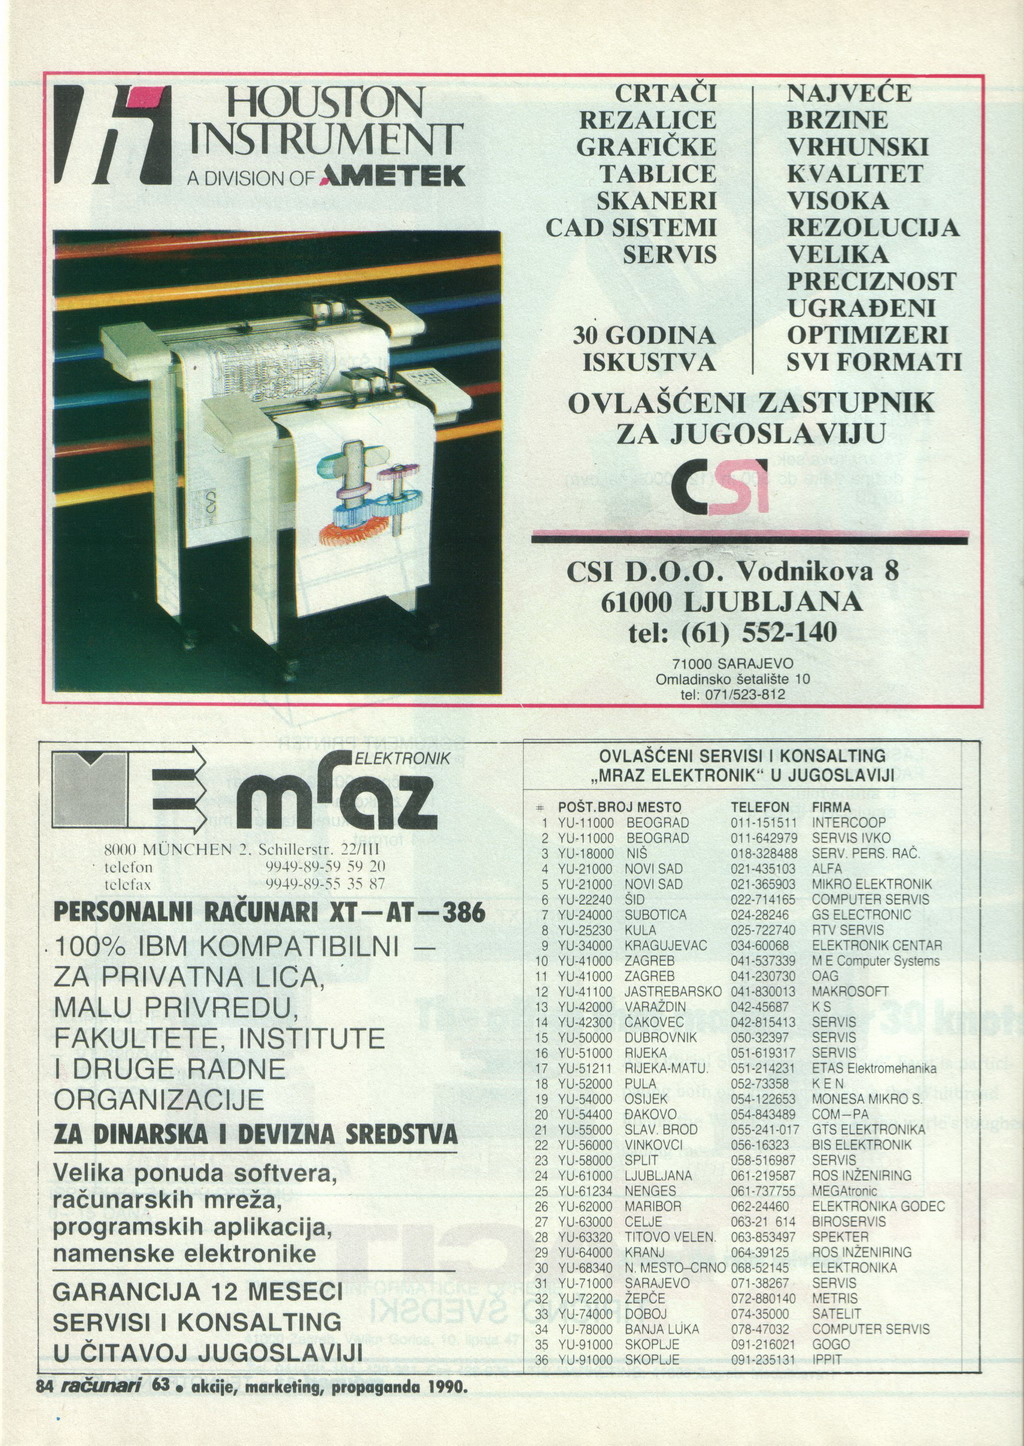 HOUSTON
INSTRUMENT
A DIVISION OF AMETEK
CRTAČI
REZALICE
GRAFIČKE
TABLICE
SKANERI
CAD SISTEMI
SERVIS
30 GODINA
ISKUSTVA
NAJVEĆE
BRZINE
VRHUNSKI
KVALITET
VISOKA
REZOLUCIJA
VELIKA
PRECIZNOST
UGRAĐENI
OPTIMIZERI
SVI FORMATI
OVLAŠĆENI ZASTUPNIK
ZA JUGOSLAVIJU
CSI
CSI D.O.O. Vodnikova 8
61000 LJUBLJANA
tel: (61) 552-140
71000 SARAJEVO
Omladinsko šetalište 10
tel: 071/523-812
ME
mraz ELEKTRONIK
8000 MÜNCHEN 2, Schillerstr. 22/III
telefon 9949-89-59 59 20
telefax 9949-89-55 35 87
PERSONALNI RAČUNARI XT—AT—386
100% IBM KOMPATIBILNI —
ZA PRIVATNA LICA,
MALU PRIVREDU,
FAKULTETE, INSTITUTE
I DRUGE RADNE
ORGANIZACIJE
ZA DINARSKA I DEVIZNA SREDSTVA
Velika ponuda softvera,
računarskih mreža,
programskih aplikacija,
namenske elektronike
GARANCIJA 12 MESECI
SERVISI I KONSALTING
U ČITAVOJ JUGOSLAVIJI
OVLAŠĆENI SERVISI I KONSALTING
„MRAZ ELEKTRONIK“ U JUGOSLAVIJI
# POŠT.BROJ MESTO TELEFON FIRMA
1 YU-11000 BEOGRAD 011-151511 INTERCOOP
2 YU-11000 BEOGRAD 011-642979 SERVIS IVKO
3 YU-18000 NIŠ 018-328488 SERV. PERS. RAČ.
4 YU-21000 NOVI SAD 021-435103 ALFA
5 YU-21000 NOVI SAD 021-365903 MIKRO ELEKTRONIK
6 YU-22240 ŠID 022-714165 COMPUTER SERVIS
7 YU-24000 SUBOTICA 024-28246 GS ELECTRONIC
8 YU-25230 KULA 025-722740 RTV SERVIS
9 YU-34000 KRAGUJEVAC 034-60068 ELEKTRONIK CENTAR
10 YU-41000 ZAGREB 041-537339 M E Computer Systems
11 YU-41000 ZAGREB 041-230730 OAG
12 YU-41100 JASTREBARSKO 041-830013 MAKROSOFT
13 YU-42000 VARAŽDIN 042-45687 K S
14 YU-42300 ČAKOVEC 042-815413 SERVIS
15 YU-50000 DUBROVNIK 050-32397 SERVIS
16 YU-51000 RIJEKA 051-619317 SERVIS
17 YU-51211 RIJEKA-MATU. 051-214231 ETAS Elektromehanika
18 YU-52000 PULA 052-73358 K E N
19 YU-54000 OSIJEK 054-122653 MONESA MIKRO S.
20 YU-54400 ĐAKOVO 054-843489 COM—PA
21 YU-55000 SLAV. BROD 055-241-017 GTS ELEKTRONIKA
22 YU-56000 VINKOVCI 056-16323 BIS ELEKTRONIK
23 YU-58000 SPLIT 058-516987 SERVIS
24 YU-61000 LJUBLJANA 061-219587 ROS INŽENIRING
25 YU-61234 NENGES 061-737755 MEGAtronic
26 YU-62000 MARIBOR 062-24460 ELEKTRONIKA GODEC
27 YU-63000 CELJE 063-21 614 BIROSERVIS
28 YU-63320 TITOVO VELEN. 063-853497 SPEKTER
29 YU-64000 KRANJ 064-39125 ROS INŽENIRING
30 YU-68340 N. MESTO—CRNO 068-52145 ELEKTRONIKA
31 YU-71000 SARAJEVO 071-38267 SERVIS
32 YU-72200 ŽEPČE 072-880140 METRIS
33 YU-74000 DOBOJ 074-35000 SATELIT
34 YU-78000 BANJA LUKA 078-47032 COMPUTER SERVIS
35 YU-91000 SKOPLJE 091-216021 GOGO
36 YU-91000 SKOPLJE 091-235131 IPPIT
84 računari 63 • akcije, marketing, propaganda 1990.